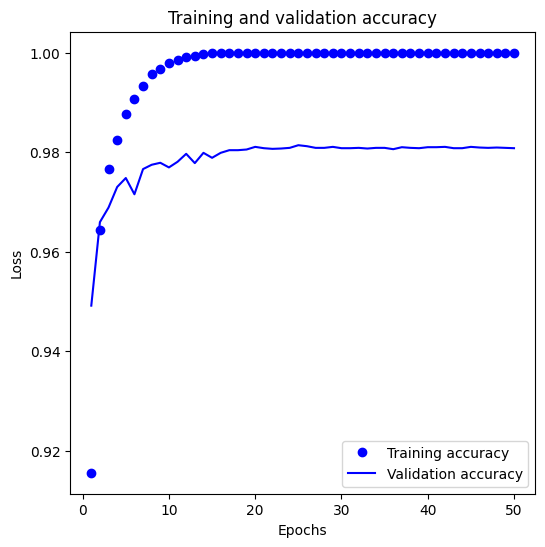 Training and validation accuracy
1.00
0.98
0.96
0.94
0.92
Loss
0
10
20
30
40
50
Epochs
Training accuracy
Validation accuracy